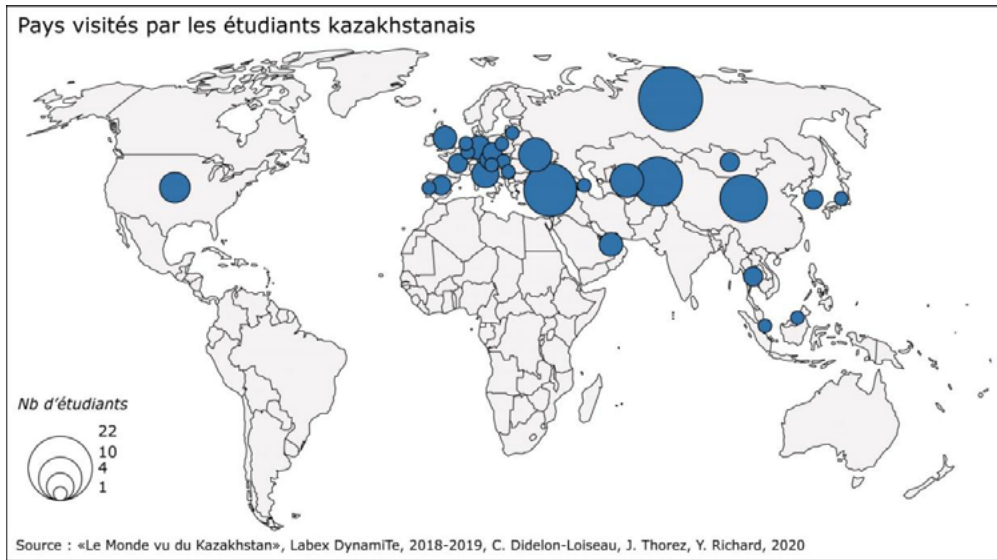 Pays visités par les étudiants kazakhstanais
Nb d'étudiants
22
10
4
1
Source : «Le Monde vu du Kazakhstan», Labex DynamiTe, 2018-2019, C. Didelon-Loiseau, J. Thorez, Y. Richard, 2020